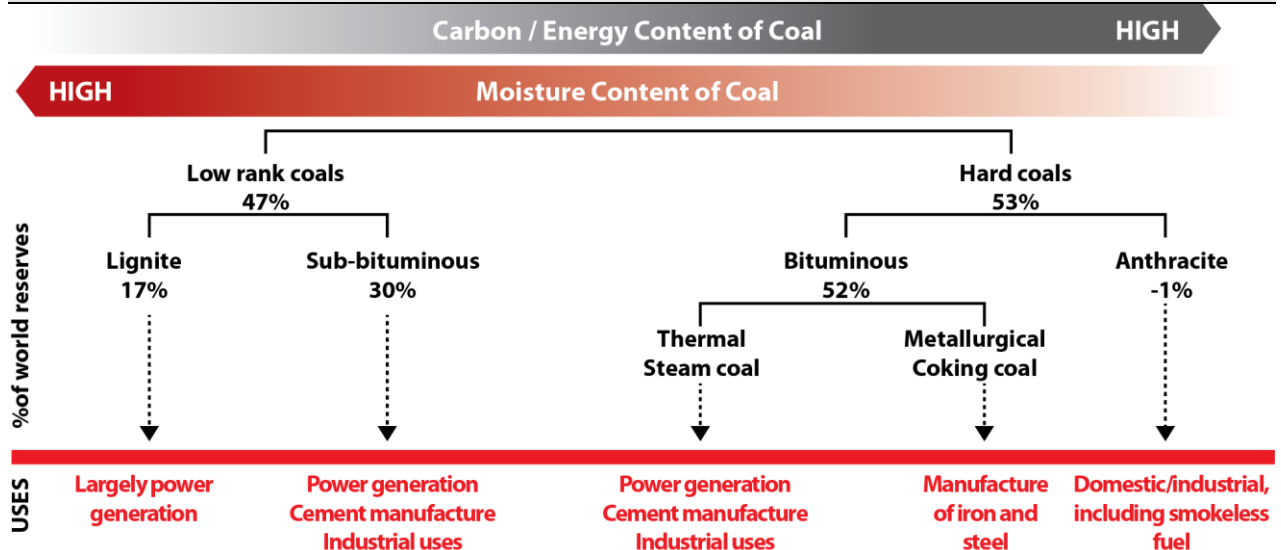 Carbon / Energy Content of Coal HIGH
HIGH Moisture Content of Coal
Low rank coals
47%
Hard coals
53%
%of world reserves
Lignite
17%
Sub-bituminous
30%
Bituminous
52%
Anthracite
-1%
Thermal
Steam coal
Metallurgical
Coking coal
USES
Largely power
generation
Power generation
Cement manufacture
Industrial uses
Power generation
Cement manufacture
Industrial uses
Manufacture
of iron and
steel
Domestic/industrial,
including smokeless
fuel